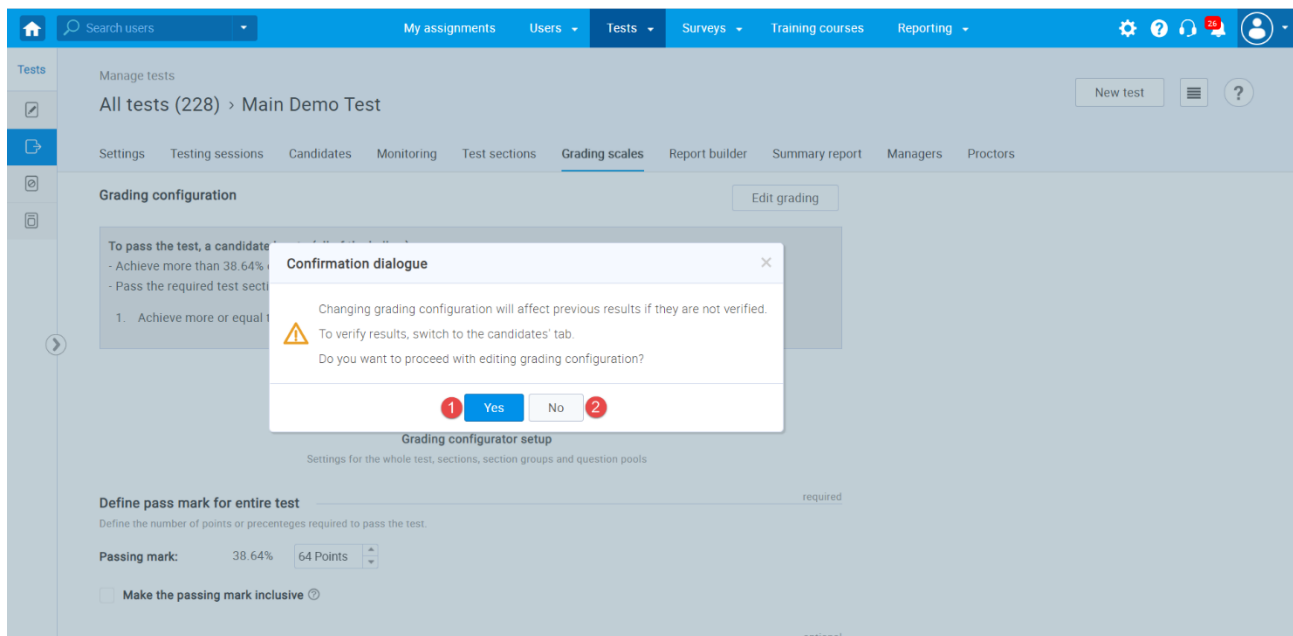 Search users
My assignments
Users
Tests
Surveys
Training courses
Reporting
26
Tests
Manage tests
All tests (228) › Main Demo Test
New test
Settings
Testing sessions
Candidates
Monitoring
Test sections
Grading scales
Report builder
Summary report
Managers
Proctors
Grading configuration
Edit grading
To pass the test, a candidate
- Achieve more than 38.64%
- Pass the required test secti
1. Achieve more or equal t
Confirmation dialogue
Changing grading configuration will affect previous results if they are not verified.
To verify results, switch to the candidates' tab.
Do you want to proceed with editing grading configuration?
1
Yes
No
2
Grading configurator setup
Settings for the whole test, sections, section groups and question pools
Define pass mark for entire test
required
Define the number of points or precenteges required to pass the test.
Passing mark: 38.64% 64 Points
Make the passing mark inclusive